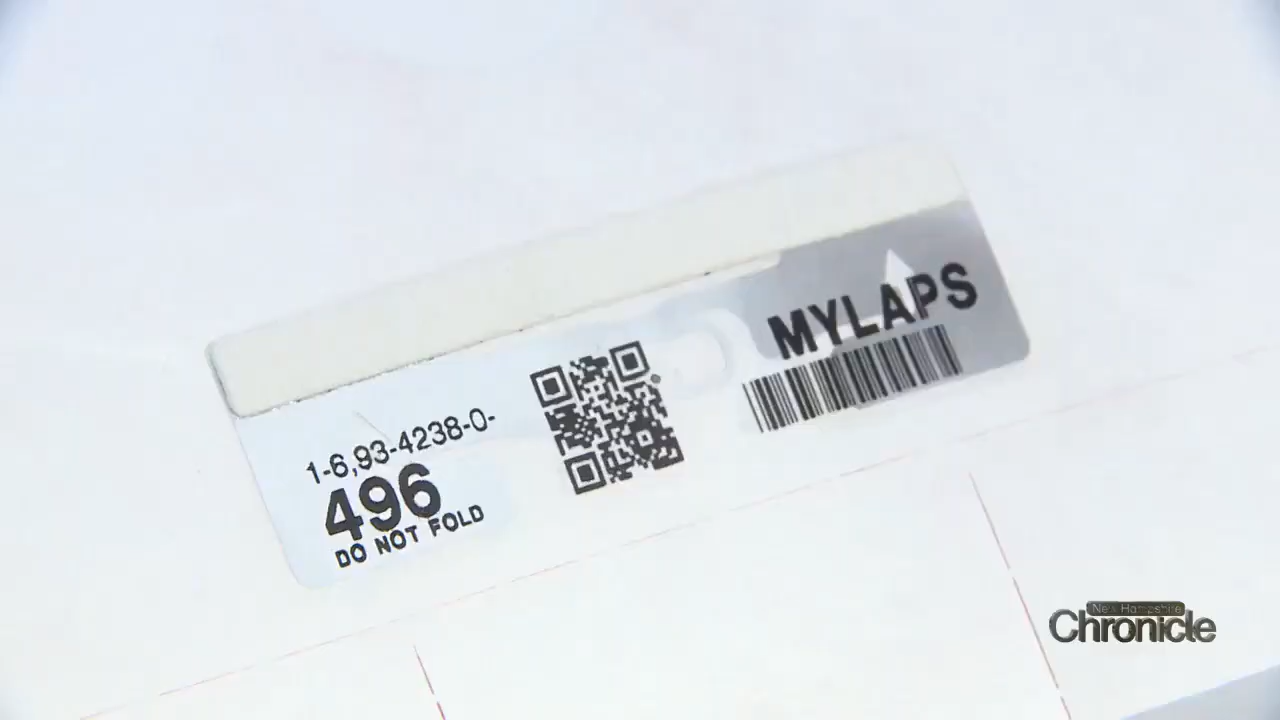 MYLAPS
1-6,93-4238-0-
496
DO NOT FOLD
New Hampshire
Chronicle